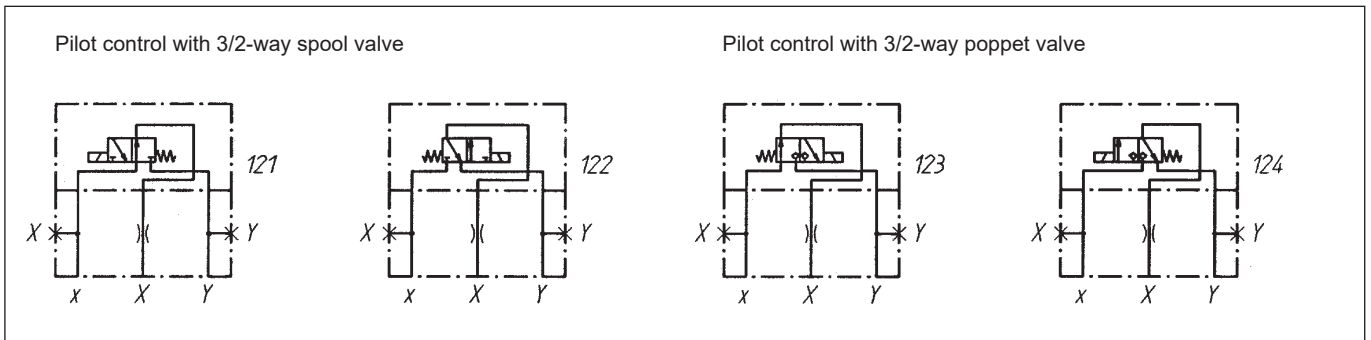 Pilot control with 3/2-way spool valve
Pilot control with 3/2-way poppet valve
121
122
123
124
X Y X Y X Y X Y
x X Y x X Y x X Y x X Y